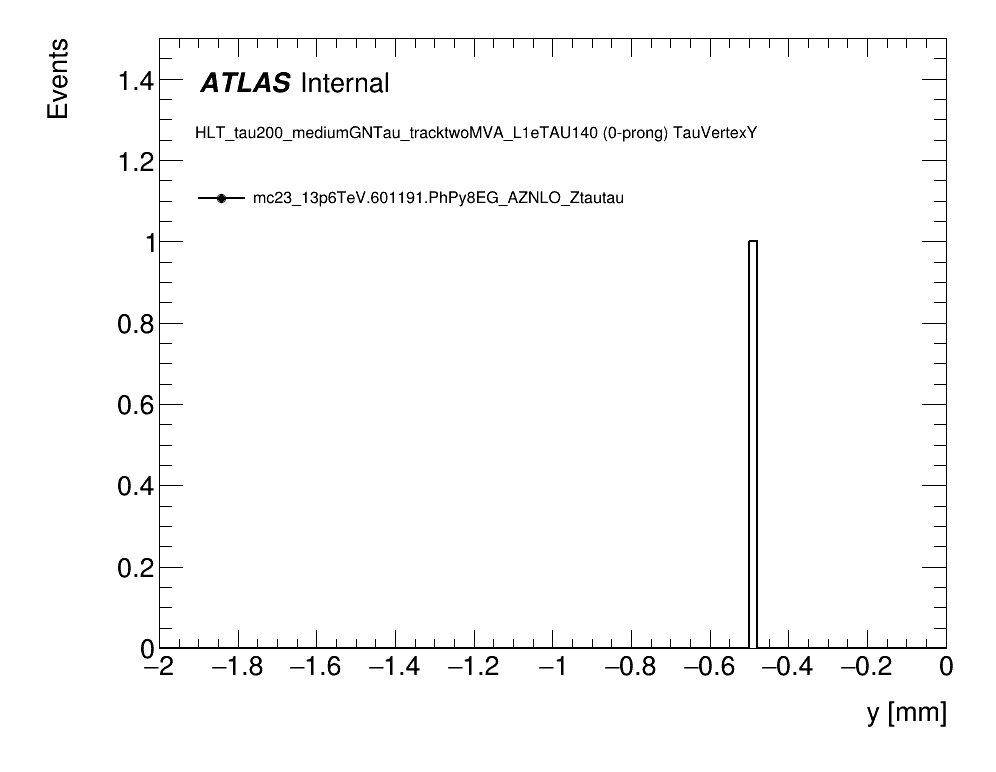 Events
ATLAS Internal
HLT_tau200_mediumGNTau_tracktwoMVA_L1eTAU140 (0-prong) TauVertexY
mc23_13p6TeV.601191.PhPy8EG_AZNLO_Ztautau
1.4
1.2
1
0.8
0.6
0.4
0.2
0
−2 −1.8 −1.6 −1.4 −1.2 −1 −0.8 −0.6 −0.4 −0.2 0
y [mm]